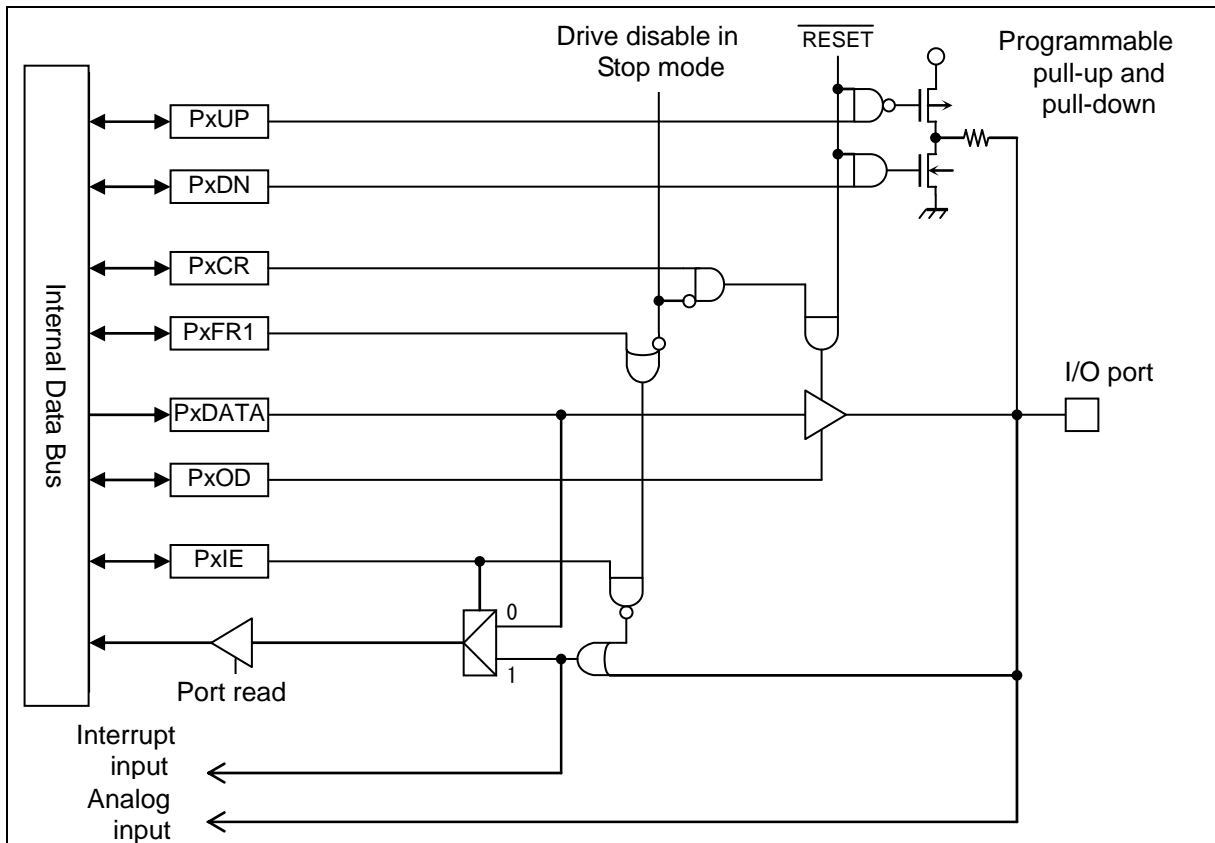 Drive disable in
Stop mode
RESET
Programmable
pull-up and
pull-down
Internal Data Bus
PxUP
PxDN
PxCR
PxFR1
PxDATA
PxOD
PxIE
I/O port
0
1
Port read
Interrupt
input
Analog
input